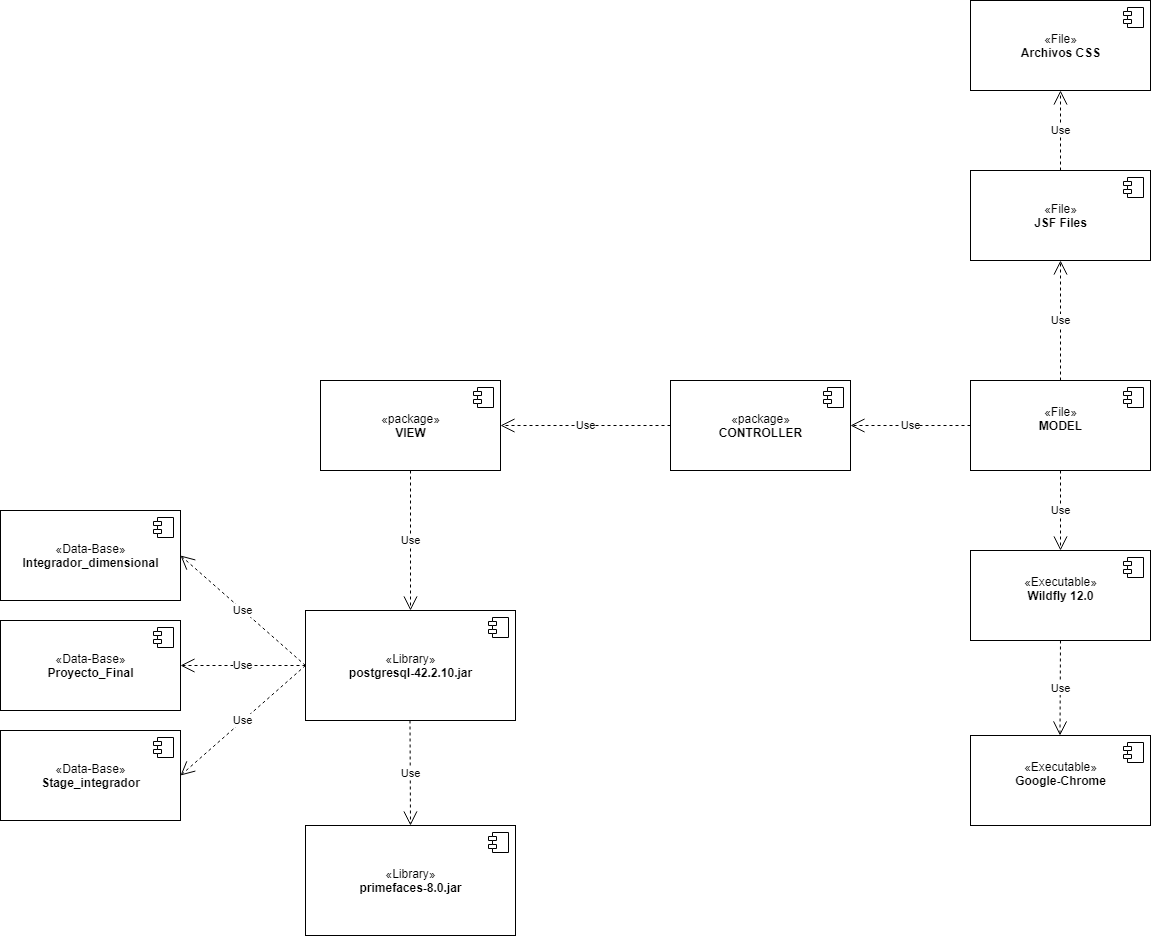 «File»
Archivos CSS
Use
«File»
JSF Files
Use
«package»
VIEW
Use
«package»
CONTROLLER
Use
«File»
MODEL
Use
Use
«Data-Base»
Integrador_dimensional
«Executable»
Wildfly 12.0
Use
«Data-Base»
Proyecto_Final
Use
«Library»
postgresql-42.2.10.jar
Use
Use
«Data-Base»
Stage_integrador
Use
«Executable»
Google-Chrome
Use
«Library»
primefaces-8.0.jar